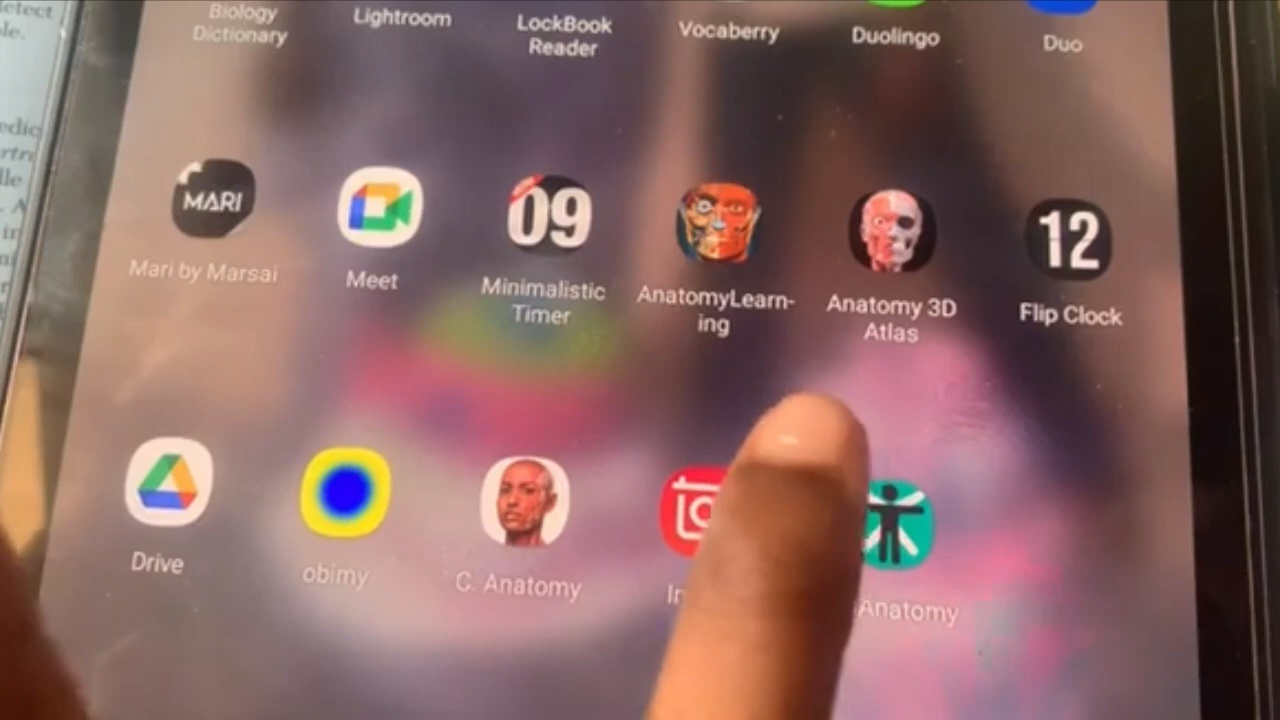 Biology
Dictionary
Lightroom
LockBook
Reader
Vocaberry
Duolingo
Duo
MARI
Mari by Marsai
Meet
09
Minimalistic
Timer
AnatomyLearn-
ing
Anatomy 3D
Atlas
12
Flip Clock
Drive
obimy
C. Anatomy
Anatomy